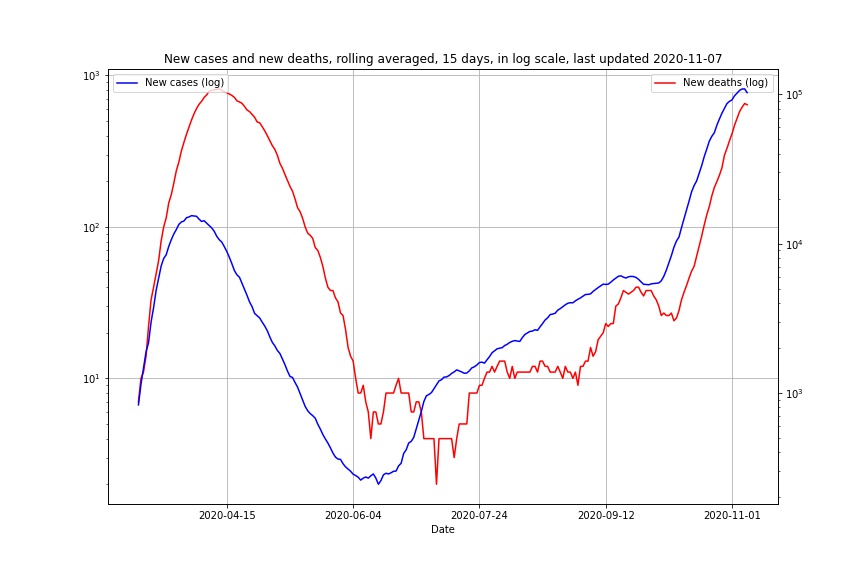 New cases and new deaths, rolling averaged, 15 days, in log scale, last updated 2020-11-07
New cases (log)
New deaths (log)
10³
10²
10¹
10⁵
10⁴
10³
2020-04-15
2020-06-04
2020-07-24
2020-09-12
2020-11-01
Date